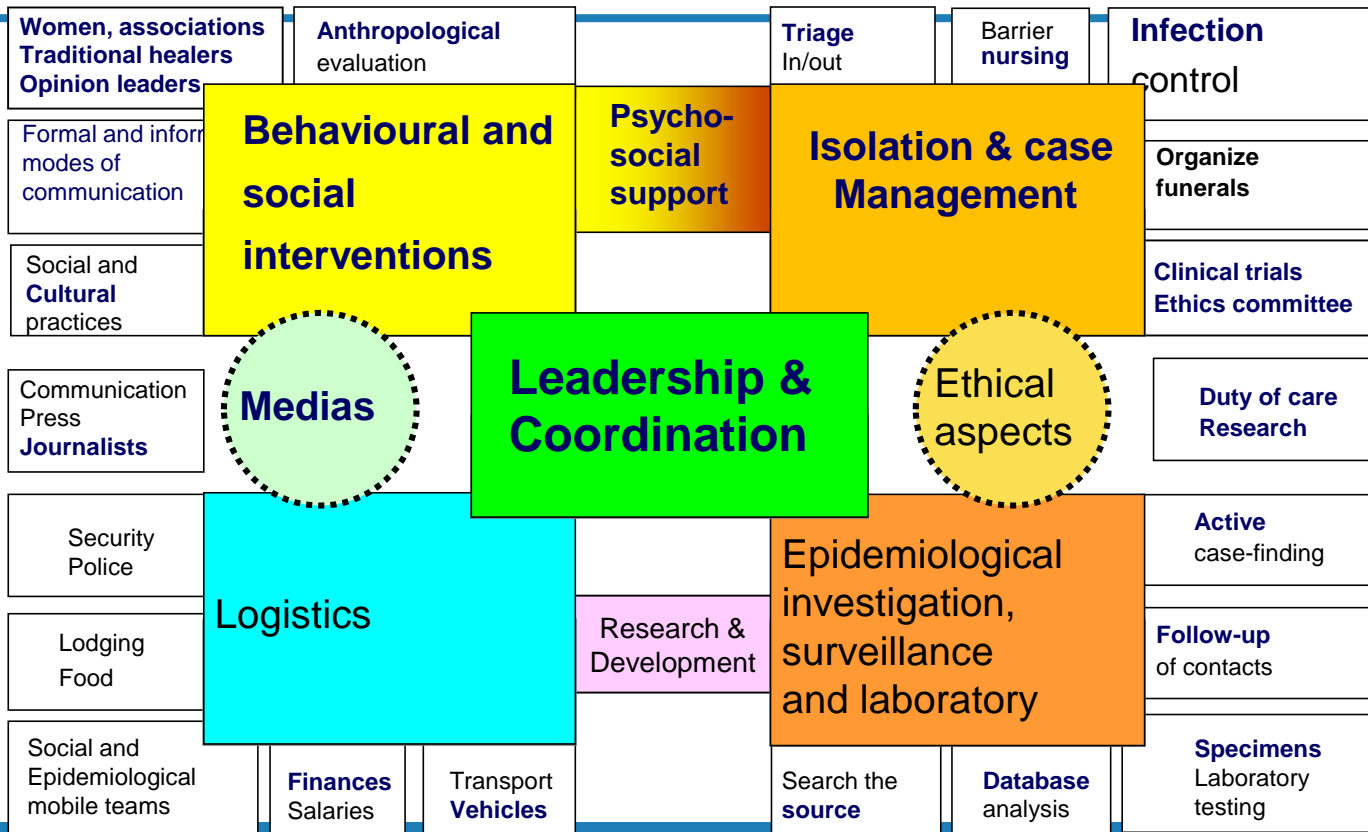 Women, associations
Traditional healers
Opinion leaders
Anthropological
evaluation
Triage
In/out
Barrier
nursing
Infection
control
Formal and inforr
modes of
communication
Behavioural and
social
interventions
Psycho-
social
support
Isolation & case
Management
Organize
funerals
Social and
Cultural
practices
Clinical trials
Ethics committee
Communication
Press
Journalists
Medias
Leadership &
Coordination
Ethical
aspects
Duty of care
Research
Security
Police
Logistics
Epidemiological
investigation,
surveillance
and laboratory
Active
case-finding
Lodging
Food
Research &
Development
Follow-up
of contacts
Social and
Epidemiological
mobile teams
Finances
Salaries
Transport
Vehicles
Search the
source
Database
analysis
Specimens
Laboratory
testing